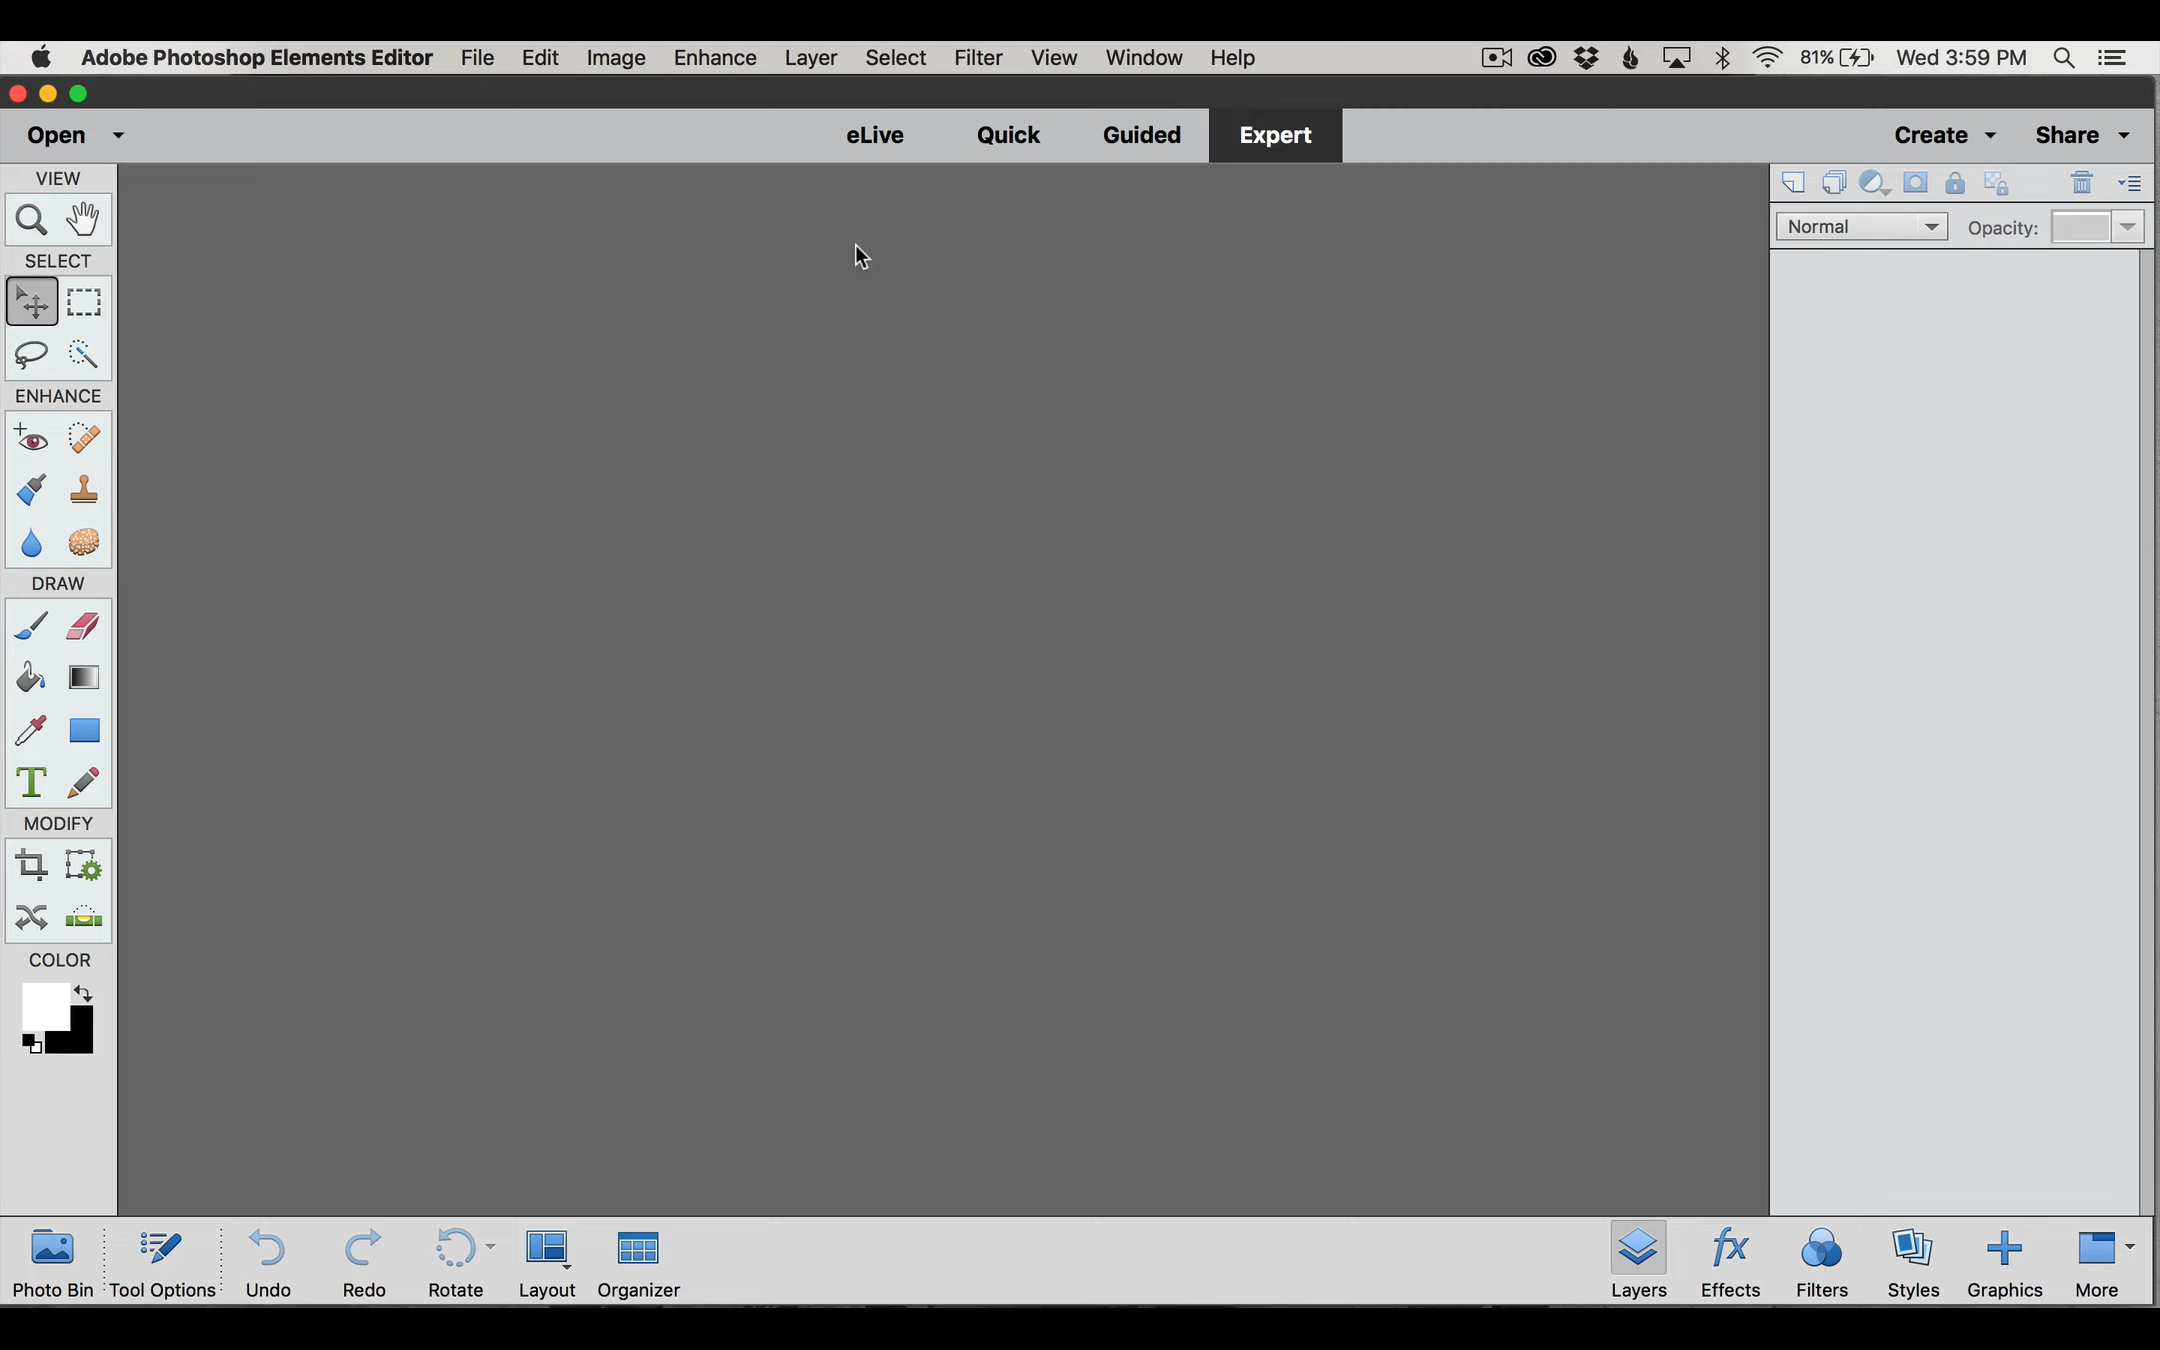 Adobe Photoshop Elements Editor File Edit Image Enhance Layer Select Filter View Window Help 81% Wed 3:59 PM
Open eLive Quick Guided Expert Create Share
VIEW
Normal Opacity:
SELECT
ENHANCE
DRAW
T
MODIFY
COLOR
fx
Photo Bin Tool Options Undo Redo Rotate Layout Organizer Layers Effects Filters Styles Graphics More